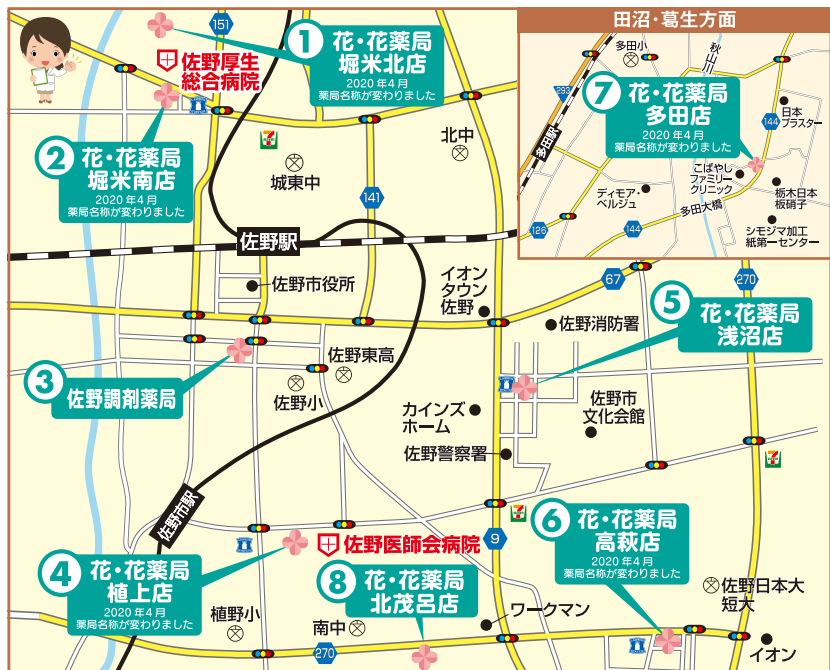 151
1
花・花薬局
堀米北店
2020年4月
薬局名称が変わりました
佐野厚生
総合病院
2
花・花薬局
堀米南店
2020年4月
薬局名称が変わりました
7
城東中
北中
141
佐野駅
佐野市役所
イオン
タウン
佐野
67
270
田沼・葛生方面
多田小
秋山川
293
7
花・花薬局
多田店
2020年4月
薬局名称が変わりました
多田駅
日本
プラスター
144
こばやし
ファミリー
クリニック
ディモア・
ベルジュ
栃木日本
板硝子
多田大橋
126
144
シモジマ加工
紙第一センター
5
花・花薬局
浅沼店
佐野消防署
3
佐野調剤薬局
佐野東高
佐野小
カインズ
ホーム
佐野市
文化会館
佐野警察署
佐野市駅
7
7
9
佐野医師会病院
4
花・花薬局
植上店
2020年4月
薬局名称が変わりました
6
花・花薬局
高萩店
2020年4月
薬局名称が変わりました
8
花・花薬局
北茂呂店
植野小
南中
270
ワークマン
佐野日本大
短大
イオン